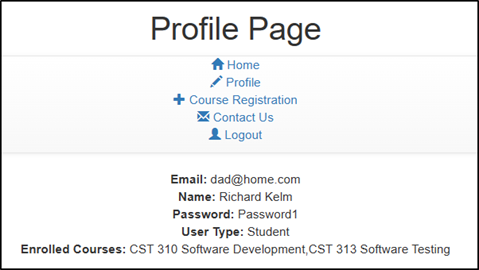 Profile Page
Home
Profile
Course Registration
Contact Us
Logout
Email: dad@home.com
Name: Richard Kelm
Password: Password1
User Type: Student
Enrolled Courses: CST 310 Software Development,CST 313 Software Testing